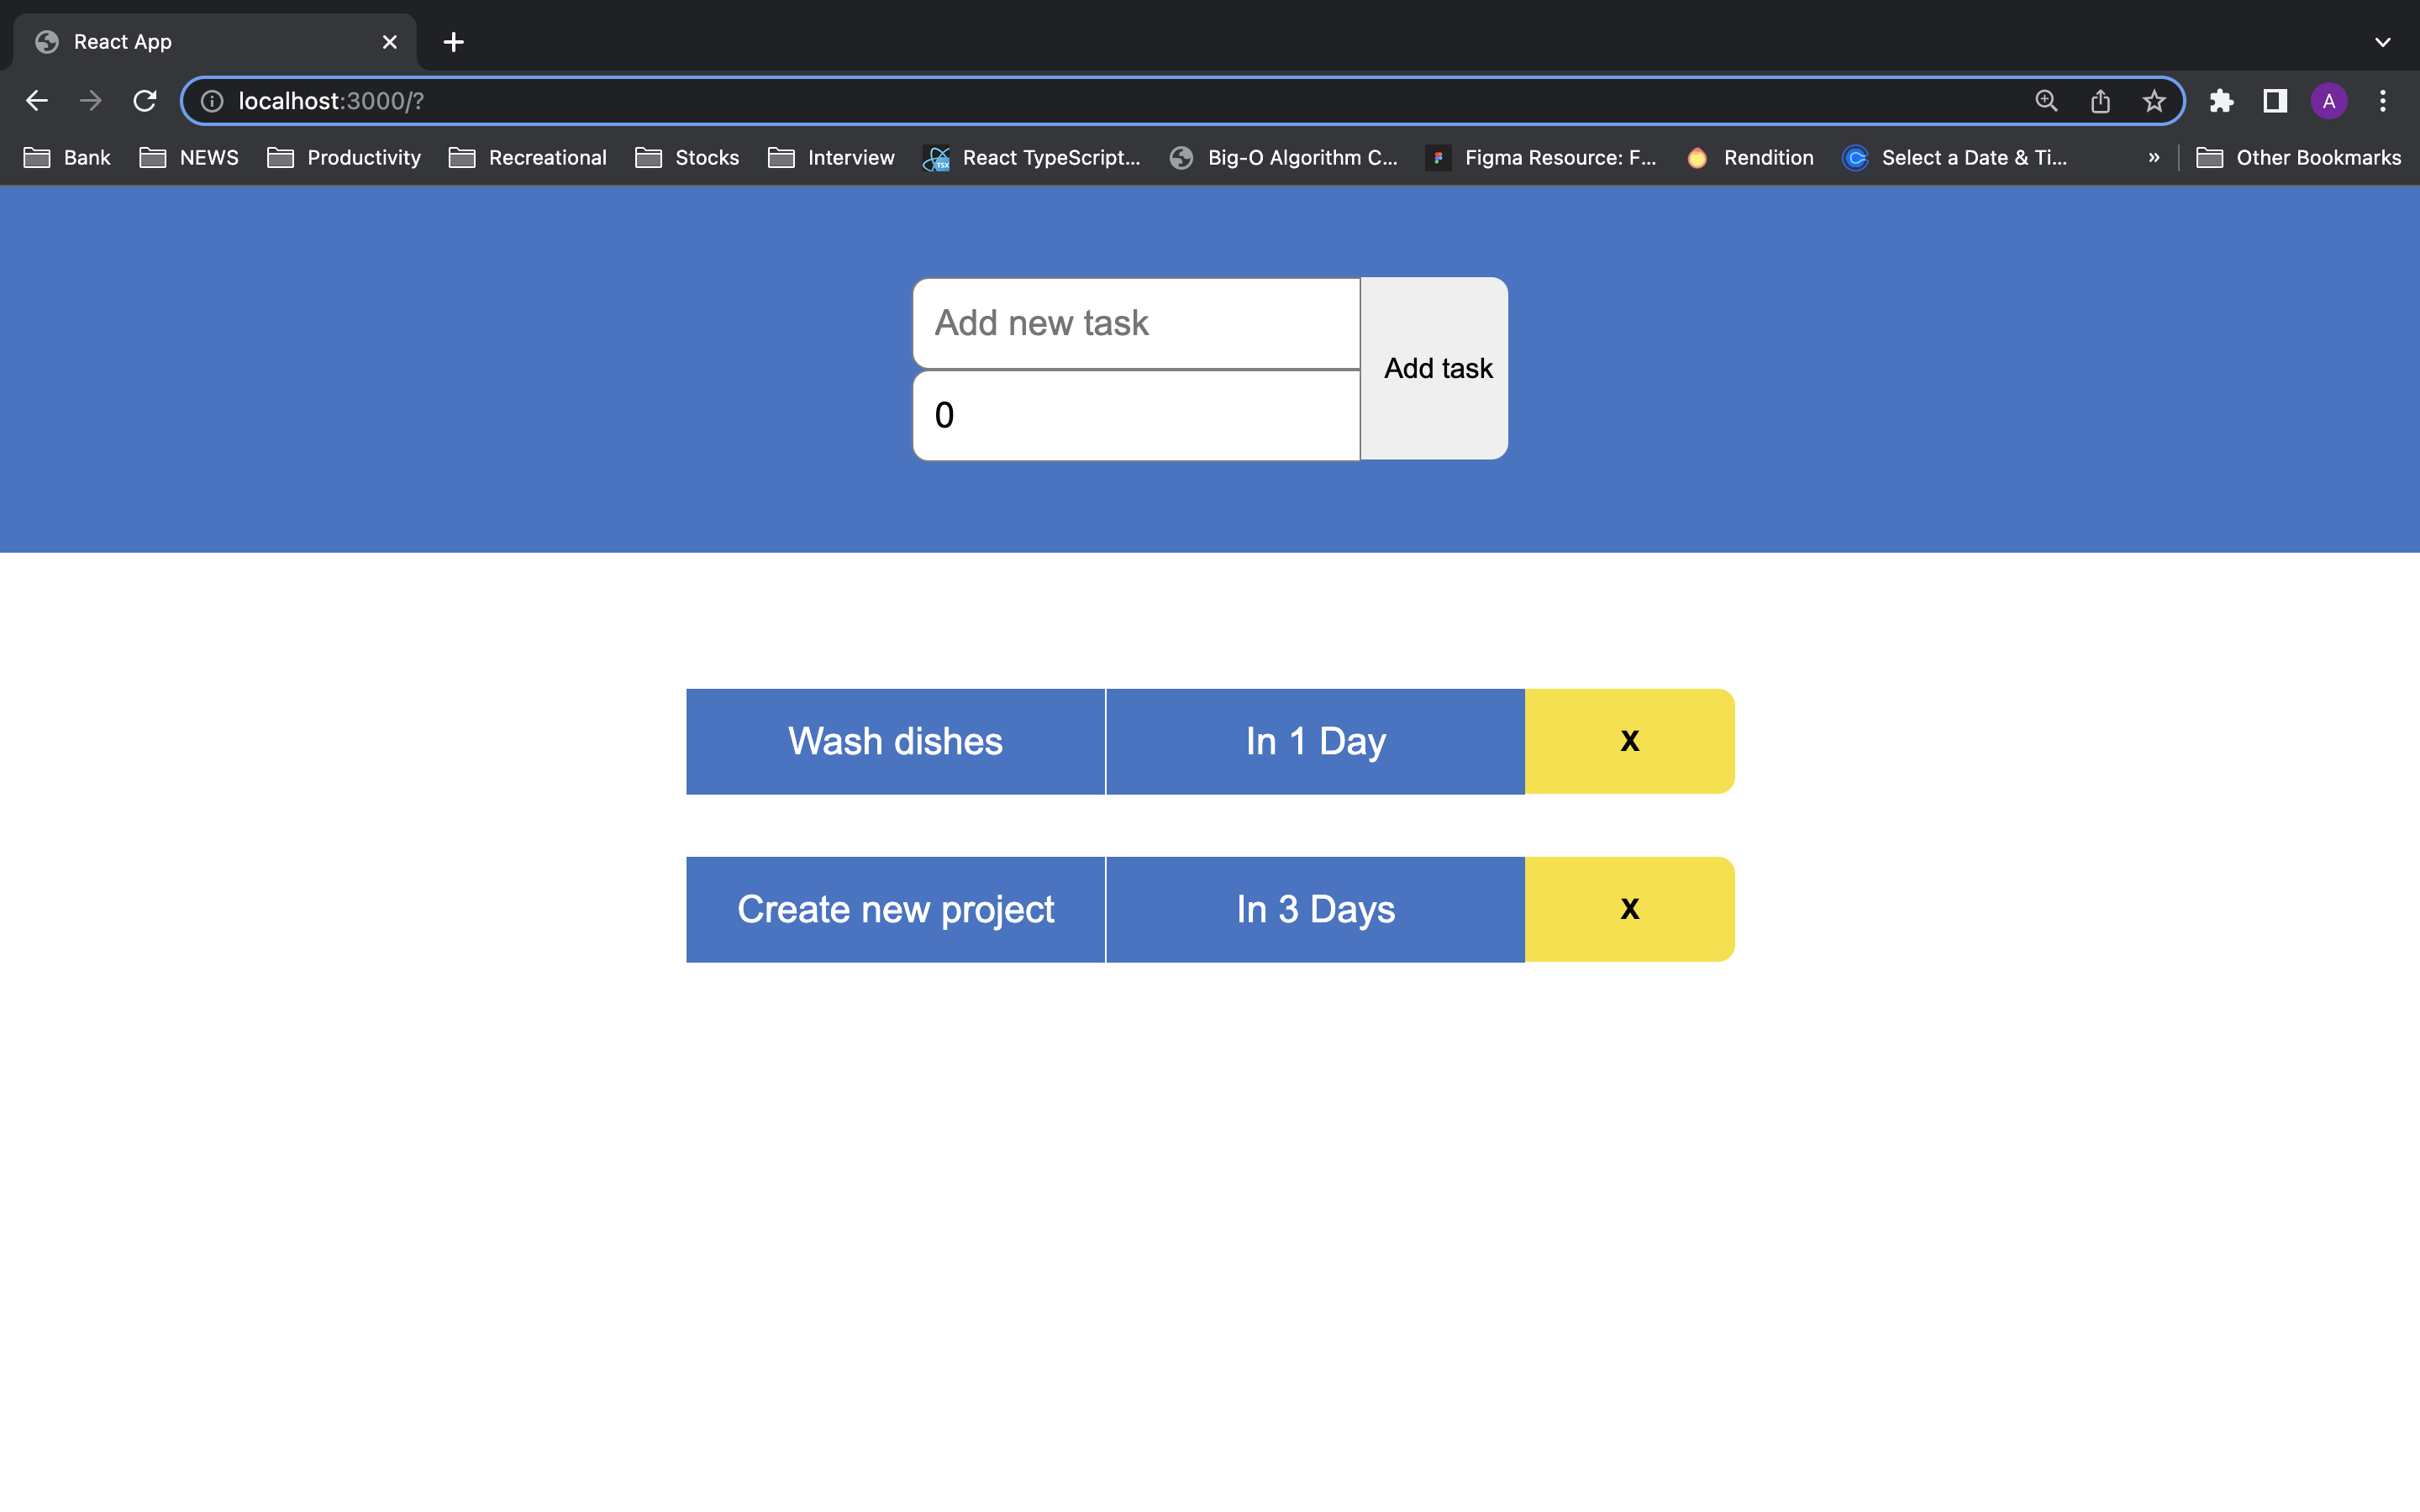 React App
localhost:3000/?
A
Bank NEWS Productivity Recreational Stocks Interview React TypeScript... Big-O Algorithm C... Figma Resource: F... Rendition Select a Date & Ti... » Other Bookmarks
Add new task
Add task
0
Wash dishes In 1 Day X
Create new project In 3 Days X